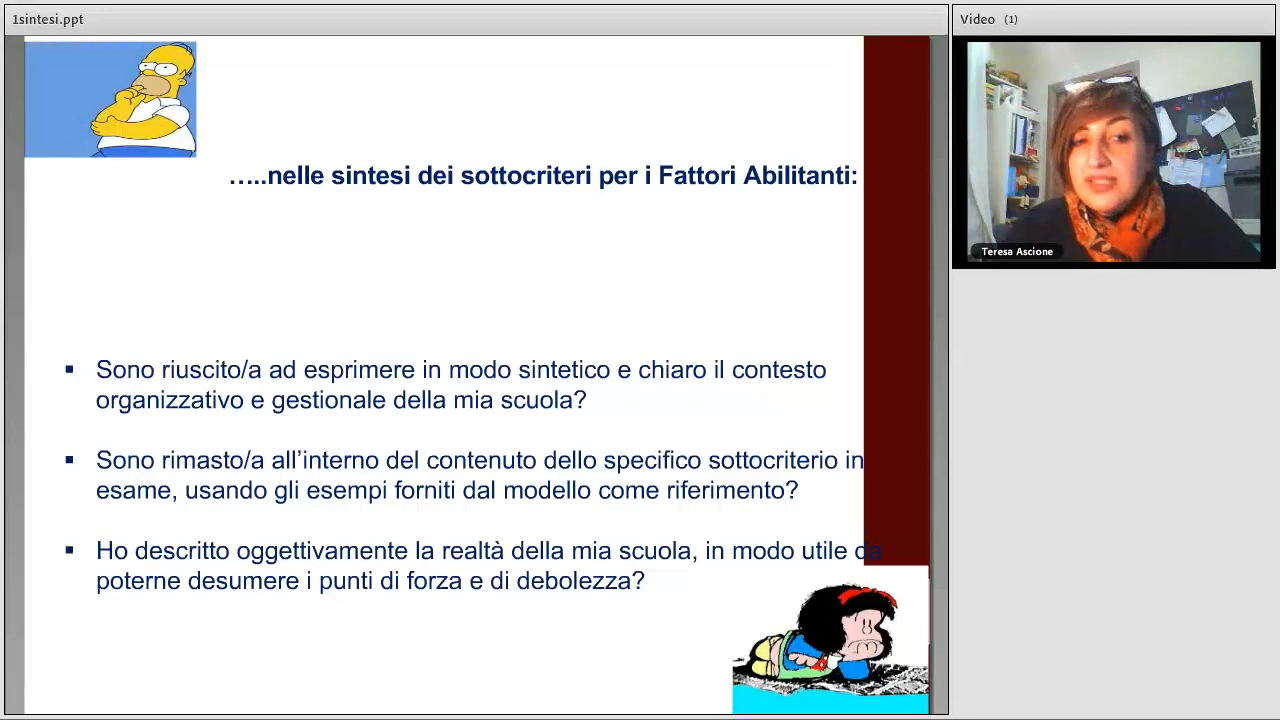 1sintesi.ppt
Video (1)
…..nelle sintesi dei sottocriteri per i Fattori Abilitanti:
▪ Sono riuscito/a ad esprimere in modo sintetico e chiaro il contesto
organizzativo e gestionale della mia scuola?
▪ Sono rimasto/a all’interno del contenuto dello specifico sottocriterio in
esame, usando gli esempi forniti dal modello come riferimento?
▪ Ho descritto oggettivamente la realtà della mia scuola, in modo utile da
poterne desumere i punti di forza e di debolezza?
Teresa Ascione